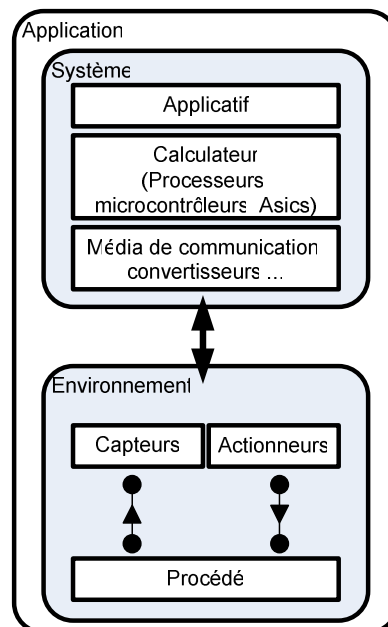 Application
Système
Applicatif
Calculateur
(Processeurs
microcontrôleurs Asics)
Média de communication
convertisseurs ...
Environnement
Capteurs
Actionneurs
Procédé